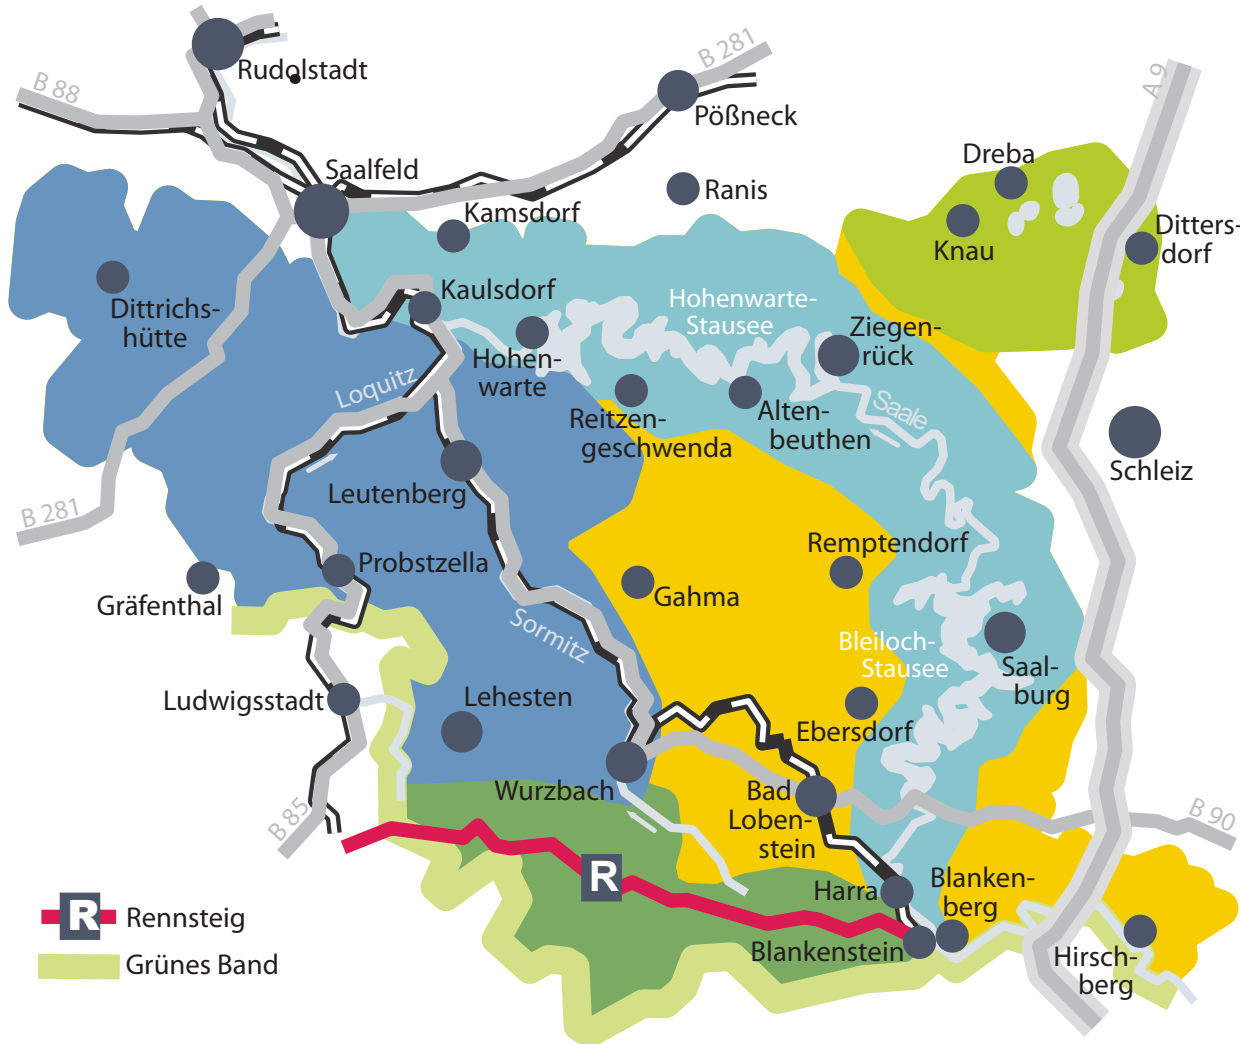 Rudolstadt
B 88
B 281
Pößneck
A 9
Saalfeld
Dreba
Ranis
Kamsdorf
Knau
Ditters-
dorf
Dittrichs-
hütte
Kaulsdorf
Hohenwarte-
Stausee
Ziegen-
rück
Hohen-
warte
Loquitz
Reitzen-
geschwenda
Alten-
beuthen
Saale
Schleiz
Leutenberg
B 281
Probstzella
Remptendorf
Gräfenthal
Gahma
Sormitz
Bleiloch-
Stausee
Saal-
burg
Ludwigsstadt
Lehesten
Ebersdorf
Wurzbach
Bad
Loben-
stein
B 85
B 90
R
Harra
Blanken-
berg
R
Rennsteig
Blankenstein
Hirsch-
berg
Grünes Band